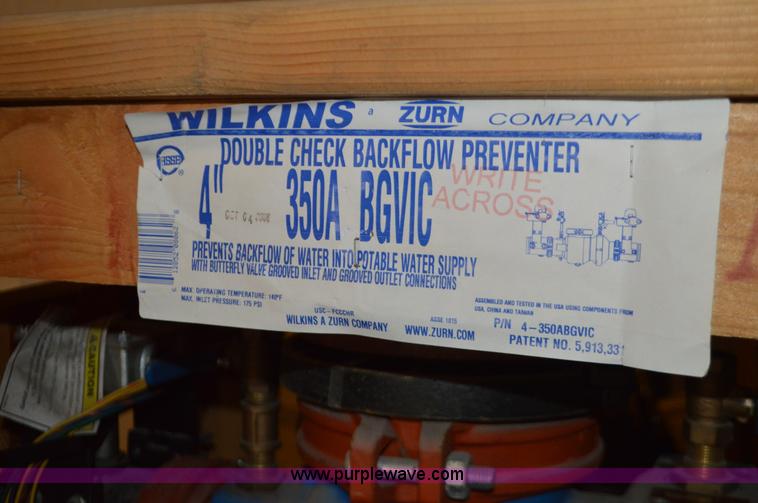 WILKINS a ZURN COMPANY
DOUBLE CHECK BACKFLOW PREVENTER
4" 350A BGVIC
OCT 04 2006
WRITE
ACROSS
PREVENTS BACKFLOW OF WATER INTO POTABLE WATER SUPPLY
WITH BUTTERFLY VALVE GROOVED INLET AND GROOVED OUTLET CONNECTIONS
MAX. OPERATING TEMPERATURE: 140°F
MAX. INLET PRESSURE: 175 PSI
USC-FCCCHR
ASSE 1015
WILKINS A ZURN COMPANY
WWW.ZURN.COM
ASSEMBLED AND TESTED IN THE USA USING COMPONENTS FROM
USA, CHINA AND TAIWAN
P/N 4-350ABGVIC
PATENT NO. 5,913,331
CAUTION
www.purplewave.com